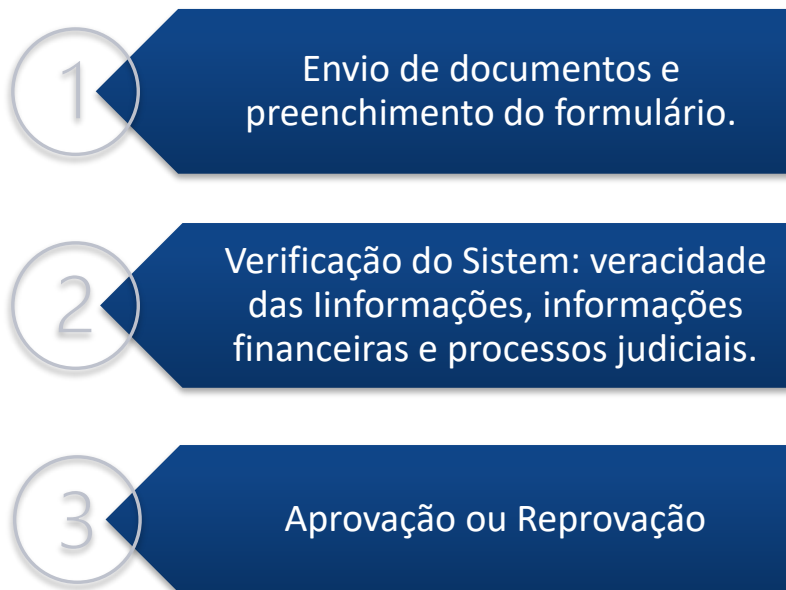 1
Envio de documentos e
preenchimento do formulário.
2
Verificação do Sistem: veracidade
das Iinformações, informações
financeiras e processos judiciais.
3
Aprovação ou Reprovação